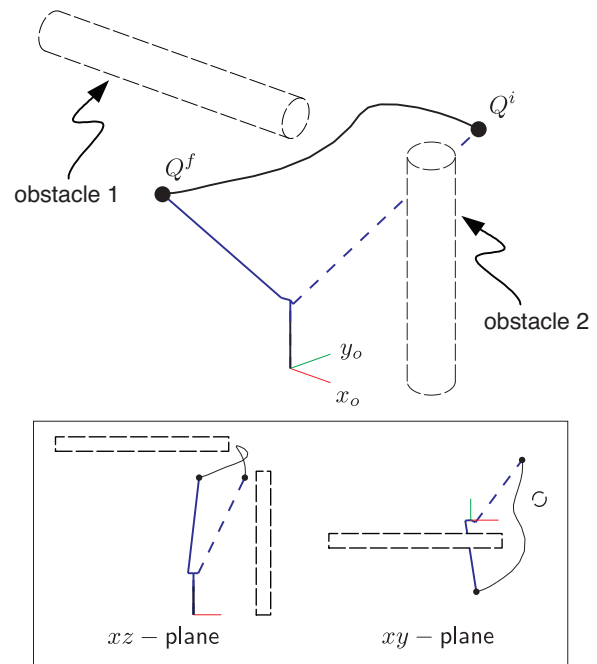 Q^i
Q^f
obstacle 1
obstacle 2
y_o
x_o
xz − plane
xy − plane